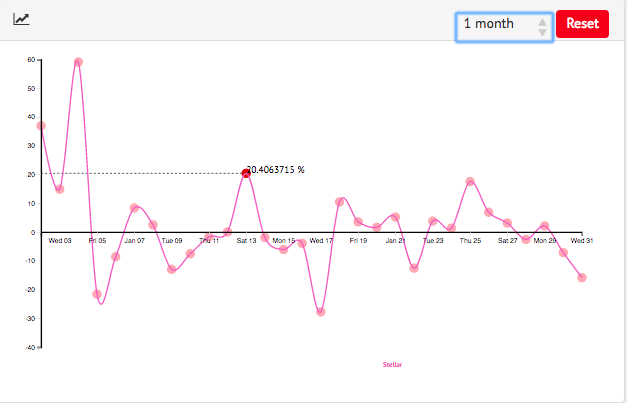 1 month
Reset
60
50
40
30
20
10
0
-10
-20
-30
-40
20.4063715 %
Wed 03
Fri 05
Jan 07
Tue 09
Thu 11
Sat 13
Mon 15
Wed 17
Fri 19
Jan 21
Tue 23
Thu 25
Sat 27
Mon 29
Wed 31
Stellar